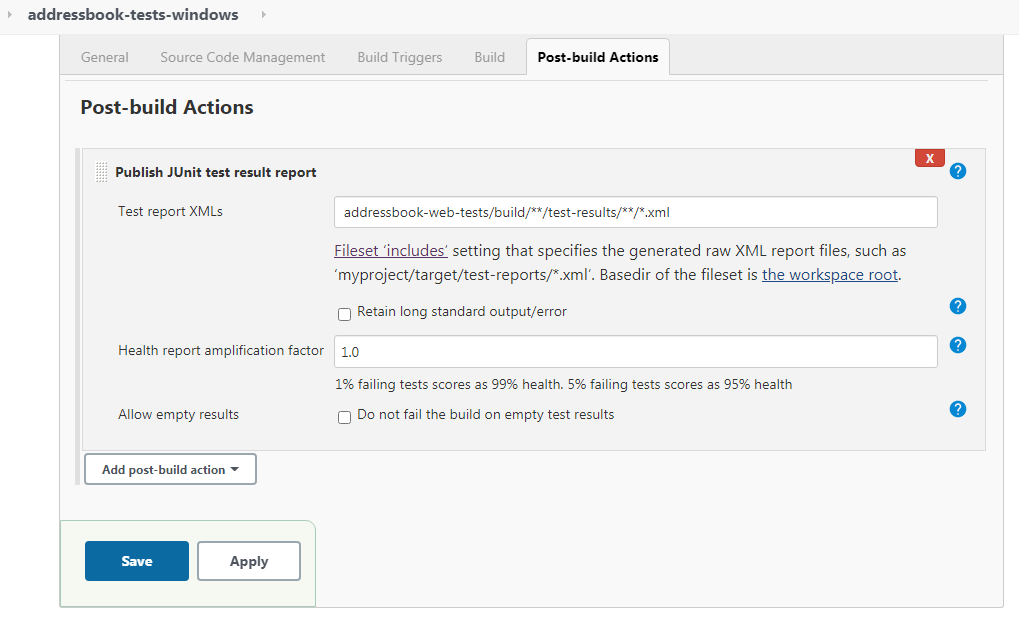 addressbook-tests-windows
General Source Code Management Build Triggers Build Post-build Actions
Post-build Actions
X
Publish JUnit test result report ?
Test report XMLs addressbook-web-tests/build/**/test-results/**/*.xml
Fileset ‘includes’ setting that specifies the generated raw XML report files, such as
‘myproject/target/test-reports/*.xml’. Basedir of the fileset is the workspace root.
Retain long standard output/error ?
Health report amplification factor 1.0 ?
1% failing tests scores as 99% health. 5% failing tests scores as 95% health
Allow empty results Do not fail the build on empty test results ?
Add post-build action
Save Apply